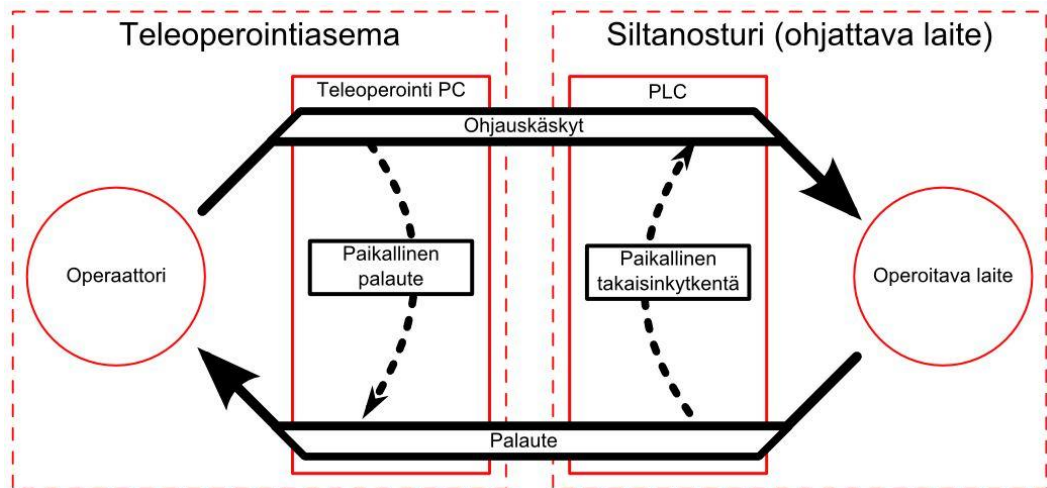 Teleoperointiasema
Siltanosturi (ohjattava laite)
Teleoperointi PC
PLC
Ohjauskäskyt
Operaattori
Paikallinen
palaute
Paikallinen
takaisinkytkentä
Operoitava laite
Palaute